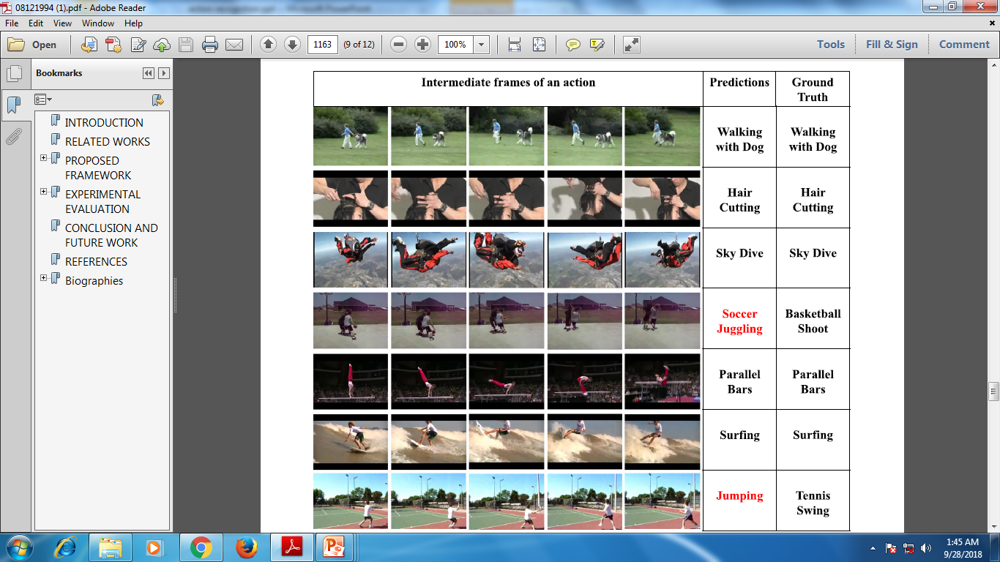 08121994 (1).pdf - Adobe Reader
File Edit View Window Help
Open
1163
(9 of 12)
100%
Tools
Fill & Sign
Comment
Bookmarks
INTRODUCTION
RELATED WORKS
PROPOSED
FRAMEWORK
EXPERIMENTAL
EVALUATION
CONCLUSION AND
FUTURE WORK
REFERENCES
Biographies
Intermediate frames of an action
Predictions
Ground
Truth
Walking
with Dog
Walking
with Dog
Hair
Cutting
Hair
Cutting
Sky Dive
Sky Dive
Soccer
Juggling
Basketball
Shoot
Parallel
Bars
Parallel
Bars
Surfing
Surfing
Jumping
Tennis
Swing
1:45 AM
9/28/2018